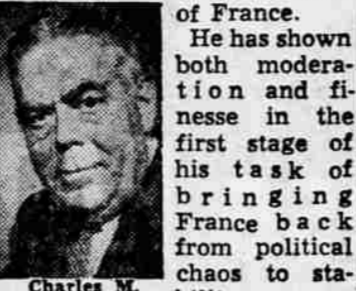 of France.
He has shown
both modera-
tion and fi-
nesse in the
first stage of
his task of
bringing
France back
from political
chaos to sta-
Charles M.